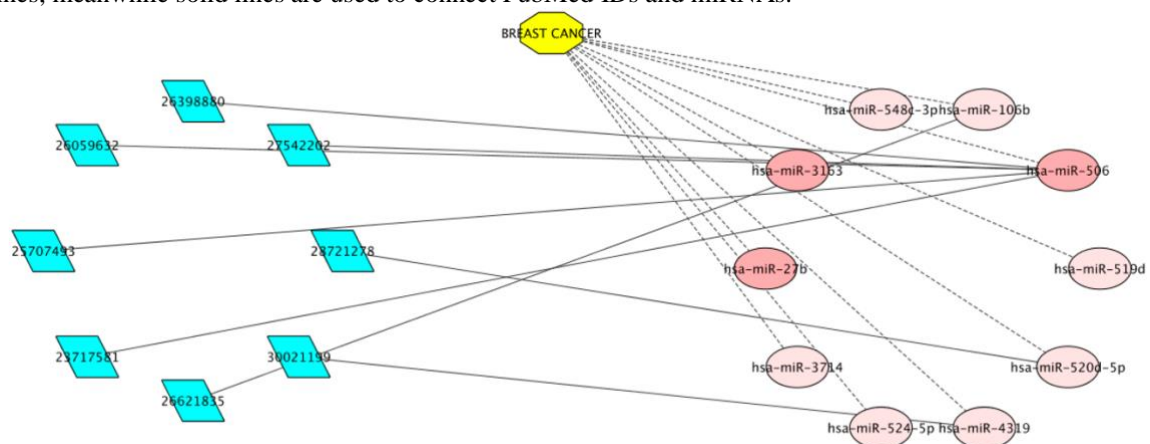 lines, meanwhile solid lines are used to connect PubMed IDs and miRNAs.
BREAST CANCER
26398880
hsa-miR-548c-3p
hsa-miR-106b
26059632
27542202
hsa-miR-3163
hsa-miR-506
25707493
28721278
hsa-miR-27b
hsa-miR-519d
23717581
30021199
hsa-miR-3714
hsa-miR-520d-5p
26621835
hsa-miR-524-5p
hsa-miR-4319